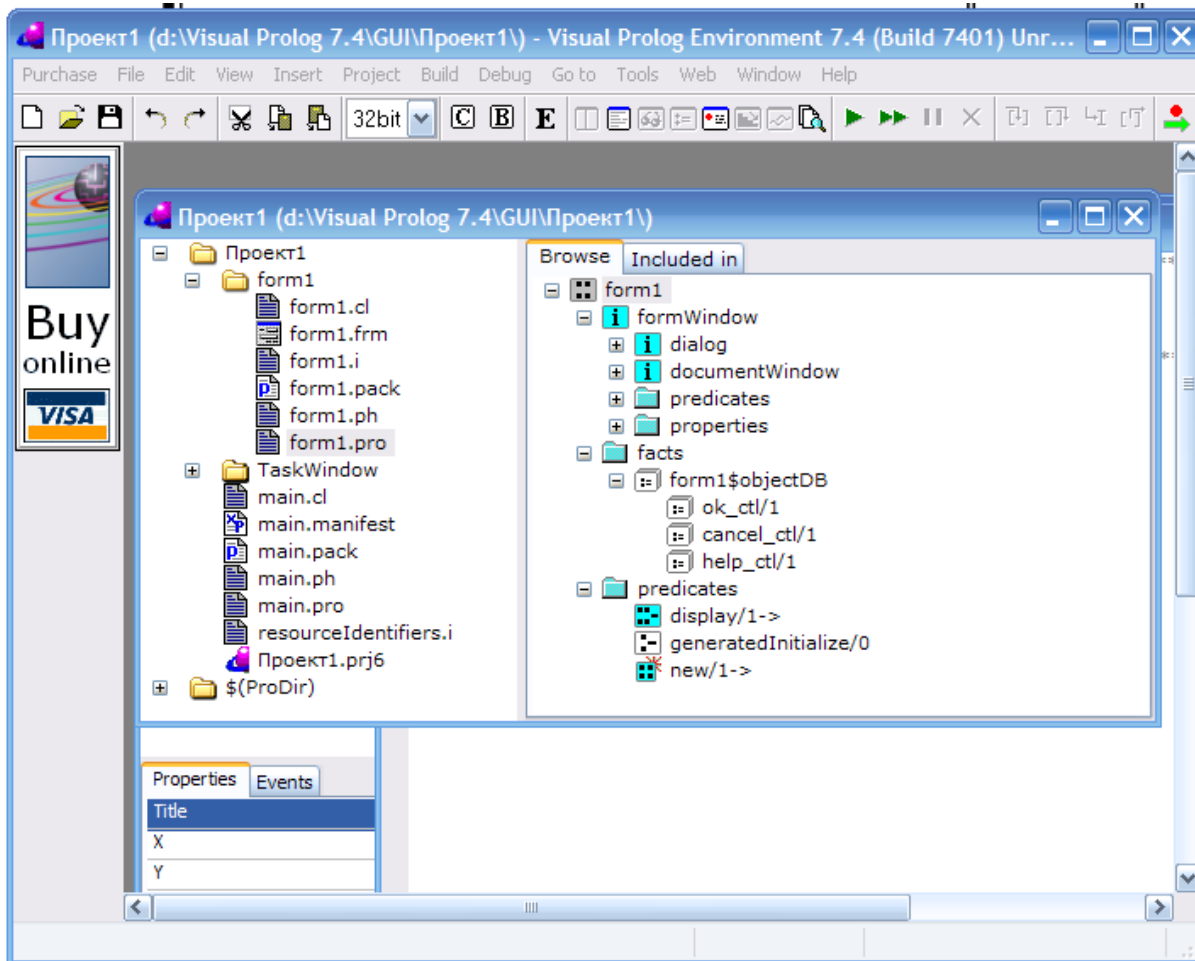 Проект1 (d:\Visual Prolog 7.4\GUI\Проект1\) - Visual Prolog Environment 7.4 (Build 7401) Unr...
Purchase File Edit View Insert Project Build Debug Go to Tools Web Window Help
32bit C B E
Buy
online
VISA
Проект1 (d:\Visual Prolog 7.4\GUI\Проект1\)
Проект1
form1
form1.cl
form1.frm
form1.i
form1.pack
form1.ph
form1.pro
TaskWindow
main.cl
main.manifest
main.pack
main.ph
main.pro
resourceIdentifiers.i
Проект1.prj6
$(ProDir)
Browse Included in
form1
formWindow
dialog
documentWindow
predicates
properties
facts
form1$objectDB
ok_ctl/1
cancel_ctl/1
help_ctl/1
predicates
display/1->
generatedInitialize/0
new/1->
Properties Events
Title
X
Y